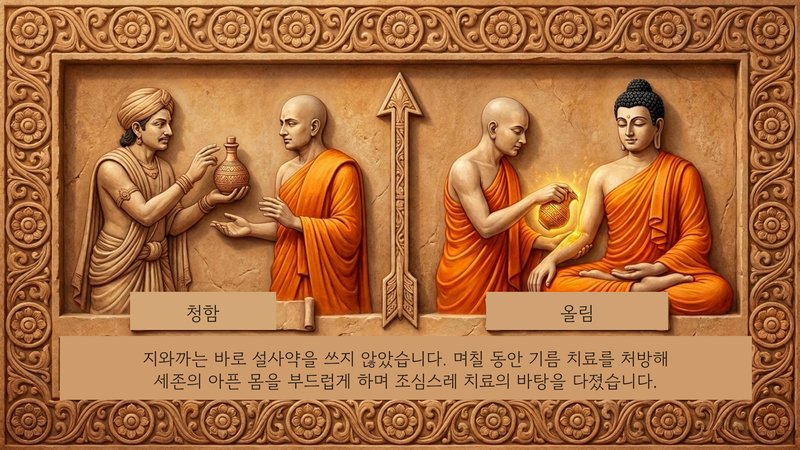 청함
올림
지와까는 바로 설사약을 쓰지 않았습니다. 며칠 동안 기름 치료를 처방해
세존의 아픈 몸을 부드럽게 하며 조심스레 치료의 바탕을 다졌습니다.